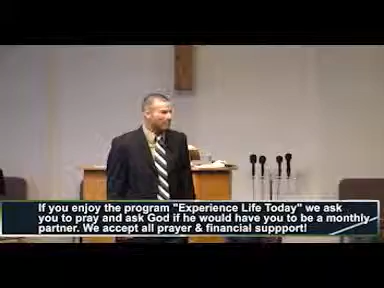 If you enjoy the program "Experience Life Today" we ask
you to pray and ask God if he would have you to be a monthly
partner. We accept all prayer & financial suppport!